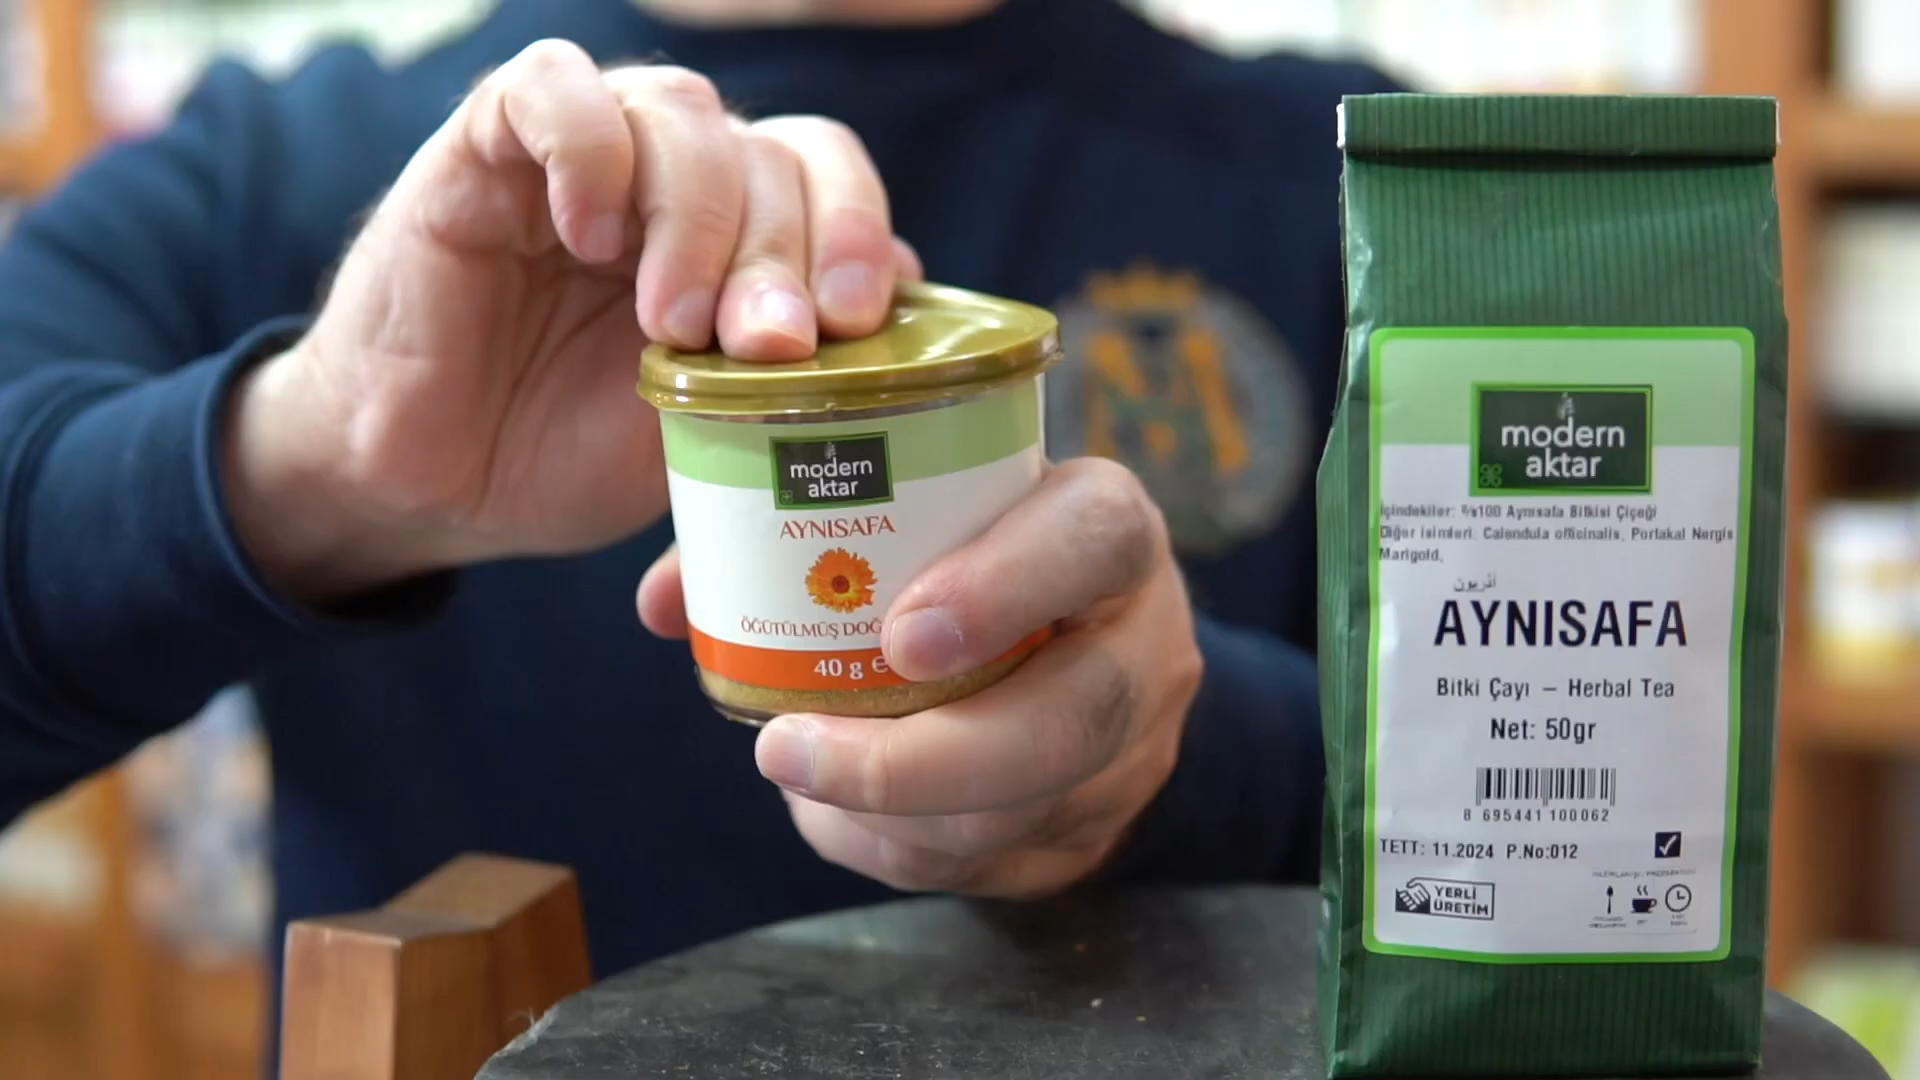 modern
aktar
AYNISAFA
ÖĞÜTÜLMÜŞ
40 g e
M
modern
aktar
İçindekiler: %100 Aynısafa Bitkisi Çiçeği
Diğer isimleri: Calendula officinalis, Portakal Nergis
Marigold,
أذريون
AYNISAFA
Bitki Çayı – Herbal Tea
Net: 50gr
8 695441 100062
TETT: 11.2024 P.No:012
YERLİ
ÜRETİM